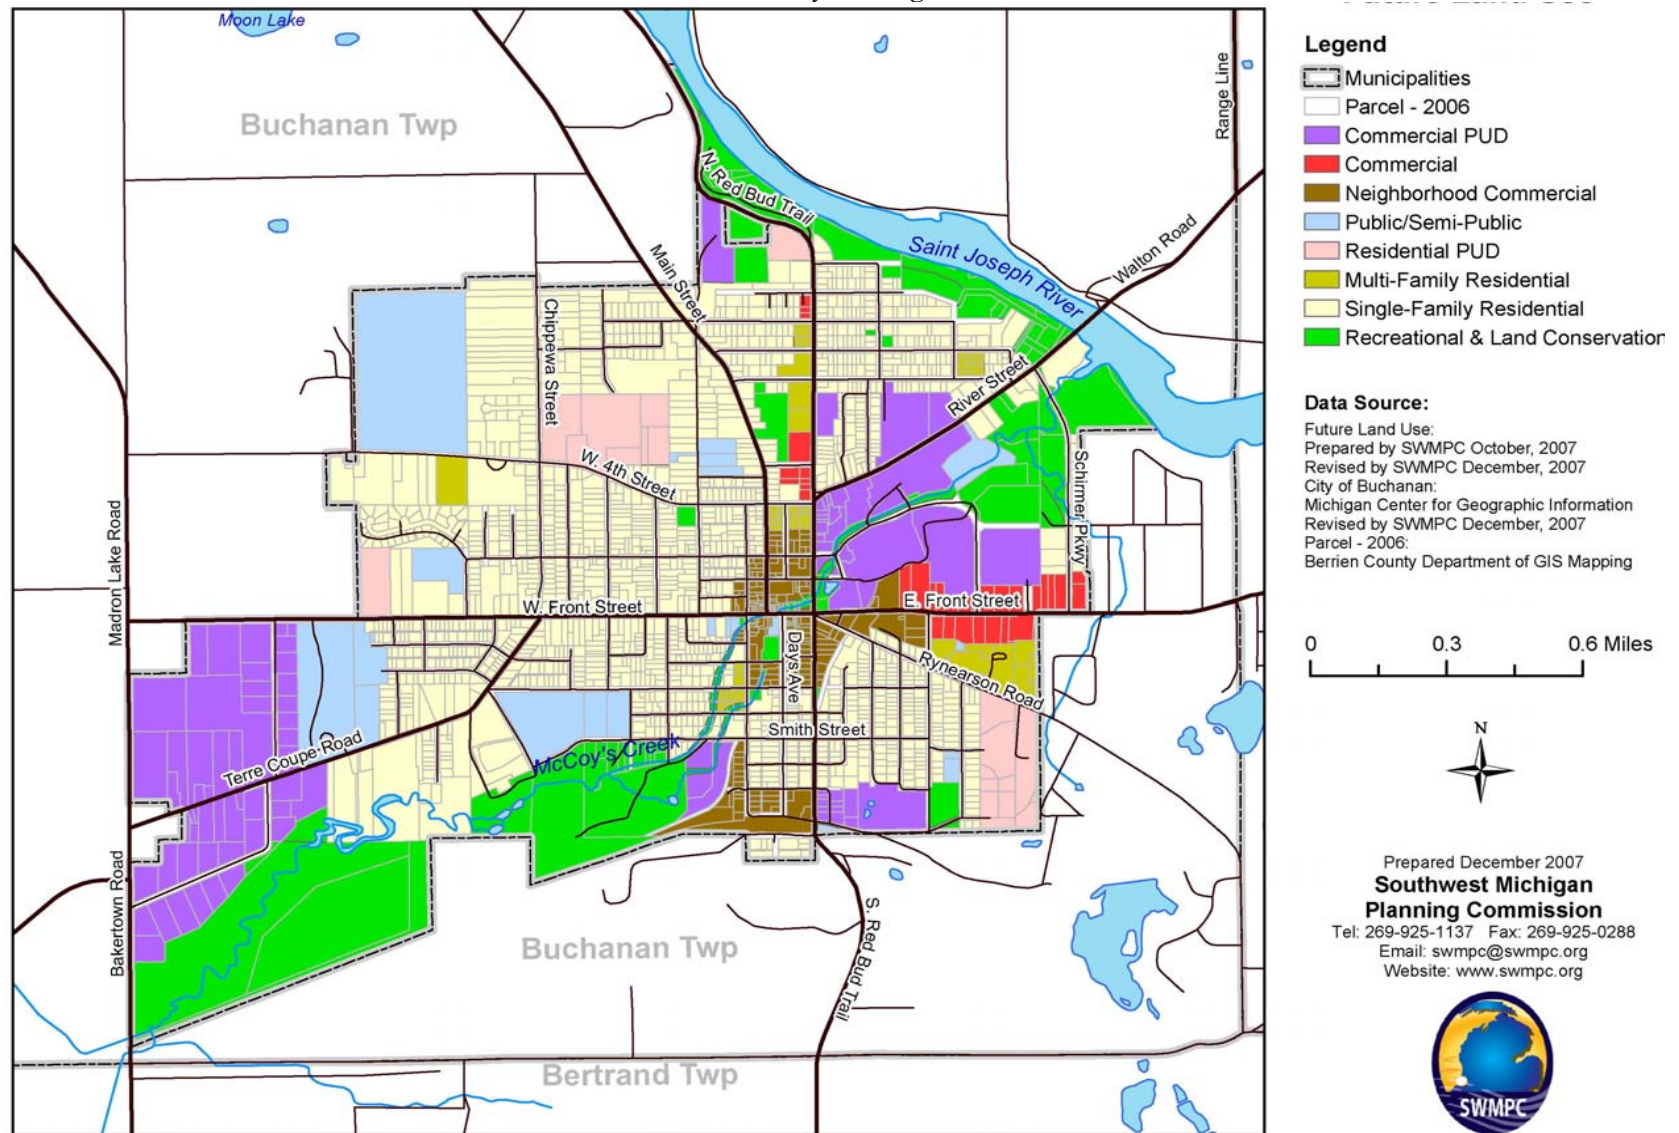 Moon Lake
Buchanan Twp
Range Line
N. Red Bud Trail
Saint Joseph River
Walton Road
Main Street
Chippewa Street
River Street
W. 4th Street
Schirmer Pkwy
Madron Lake Road
W. Front Street
E. Front Street
Days Ave
Rynearson Road
Smith Street
McCoy's Creek
Terre Coupe Road
Bakertown Road
S. Red Bud Trail
Buchanan Twp
Bertrand Twp
Legend
Municipalities
Parcel - 2006
Commercial PUD
Commercial
Neighborhood Commercial
Public/Semi-Public
Residential PUD
Multi-Family Residential
Single-Family Residential
Recreational & Land Conservation
Data Source:
Future Land Use:
Prepared by SWMPC October, 2007
Revised by SWMPC December, 2007
City of Buchanan:
Michigan Center for Geographic Information
Revised by SWMPC December, 2007
Parcel - 2006:
Berrien County Department of GIS Mapping
0 0.3 0.6 Miles
N
Prepared December 2007
Southwest Michigan
Planning Commission
Tel: 269-925-1137 Fax: 269-925-0288
Email: swmpc@swmpc.org
Website: www.swmpc.org
SWMPC